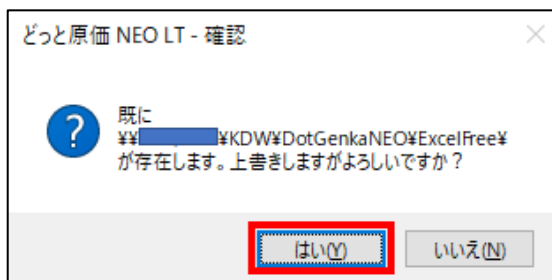 どっと原価 NEO LT - 確認
既に
¥¥ ¥KDW¥DotGenkaNEO¥ExcelFree¥
が存在します。上書きしますがよろしいですか？
はい(Y)
いいえ(N)